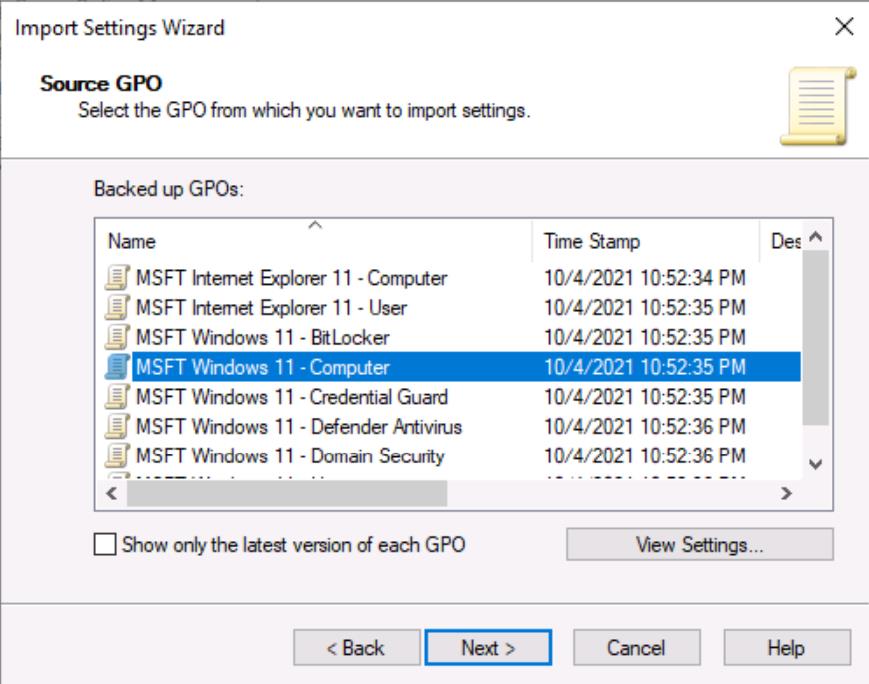 Import Settings Wizard
Source GPO
Select the GPO from which you want to import settings.
Backed up GPOs:
Name Time Stamp Des
MSFT Internet Explorer 11 - Computer 10/4/2021 10:52:34 PM
MSFT Internet Explorer 11 - User 10/4/2021 10:52:35 PM
MSFT Windows 11 - BitLocker 10/4/2021 10:52:35 PM
MSFT Windows 11 - Computer 10/4/2021 10:52:35 PM
MSFT Windows 11 - Credential Guard 10/4/2021 10:52:35 PM
MSFT Windows 11 - Defender Antivirus 10/4/2021 10:52:36 PM
MSFT Windows 11 - Domain Security 10/4/2021 10:52:36 PM
Show only the latest version of each GPO View Settings...
< Back Next > Cancel Help